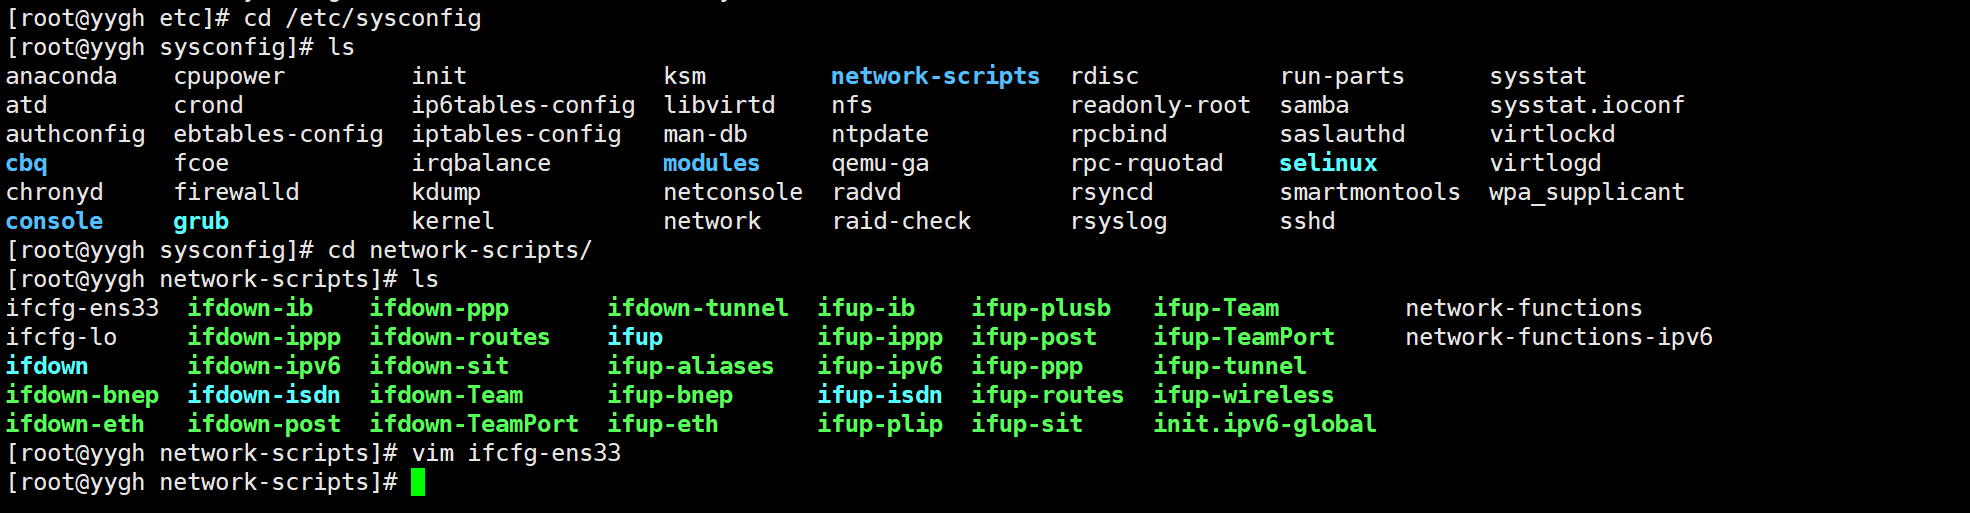 [root@yygh etc]# cd /etc/sysconfig
[root@yygh sysconfig]# ls
anaconda    cpupower         init              ksm         network-scripts  rdisc          run-parts      sysstat
atd         crond            ip6tables-config  libvirtd    nfs              readonly-root  samba          sysstat.ioconf
authconfig  ebtables-config  iptables-config   man-db      ntpdate          rpcbind        saslauthd      virtlockd
cbq         fcoe             irqbalance        modules     qemu-ga          rpc-rquotad    selinux        virtlogd
chronyd     firewalld        kdump             netconsole  radvd            rsyncd         smartmontools  wpa_supplicant
console     grub             kernel            network     raid-check       rsyslog        sshd
[root@yygh sysconfig]# cd network-scripts/
[root@yygh network-scripts]# ls
ifcfg-ens33  ifdown-ib    ifdown-ppp       ifdown-tunnel  ifup-ib    ifup-plusb   ifup-Team         network-functions
ifcfg-lo     ifdown-ippp  ifdown-routes    ifup           ifup-ippp  ifup-post    ifup-TeamPort     network-functions-ipv6
ifdown       ifdown-ipv6  ifdown-sit       ifup-aliases   ifup-ipv6  ifup-ppp     ifup-tunnel
ifdown-bnep  ifdown-isdn  ifdown-Team      ifup-bnep      ifup-isdn  ifup-routes  ifup-wireless
ifdown-eth   ifdown-post  ifdown-TeamPort  ifup-eth       ifup-plip  ifup-sit     init.ipv6-global
[root@yygh network-scripts]# vim ifcfg-ens33
[root@yygh network-scripts]#